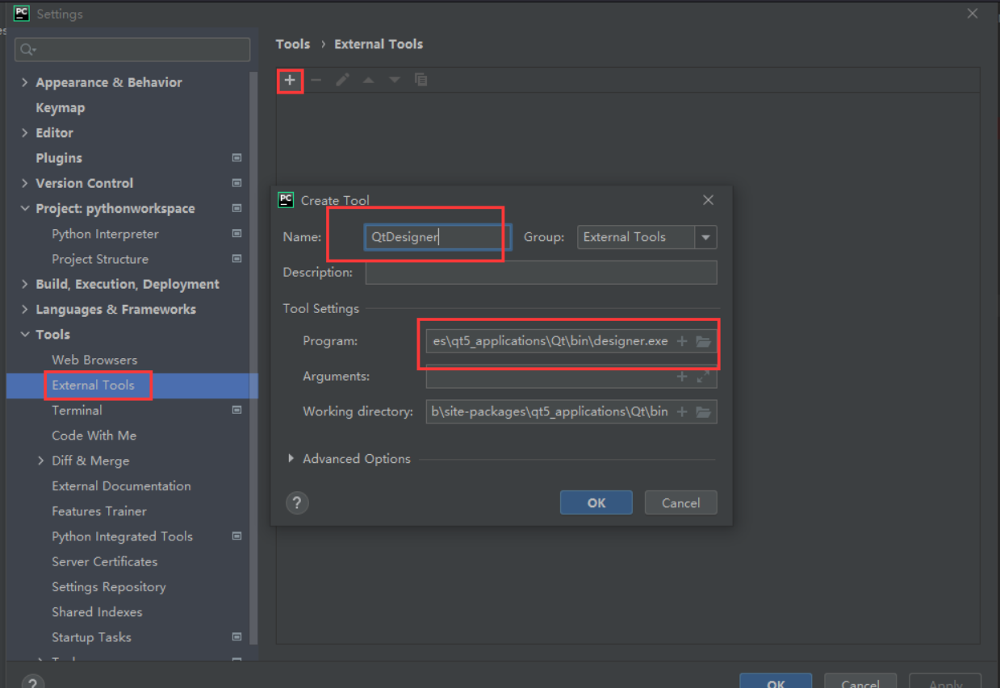 PC Settings
es
Appearance & Behavior
Keymap
Editor
Plugins
Version Control
Project: pythonworkspace
Python Interpreter
Project Structure
Build, Execution, Deployment
Languages & Frameworks
Tools
Web Browsers
External Tools
Terminal
Code With Me
Diff & Merge
External Documentation
Features Trainer
Python Integrated Tools
Server Certificates
Settings Repository
Shared Indexes
Startup Tasks
?
Tools › External Tools
PC Create Tool
Name: QtDesigner Group: External Tools
Description:
Tool Settings
Program: es\qt5_applications\Qt\bin\designer.exe
Arguments:
Working directory: b\site-packages\qt5_applications\Qt\bin
Advanced Options
? OK Cancel
OK Cancel Apply